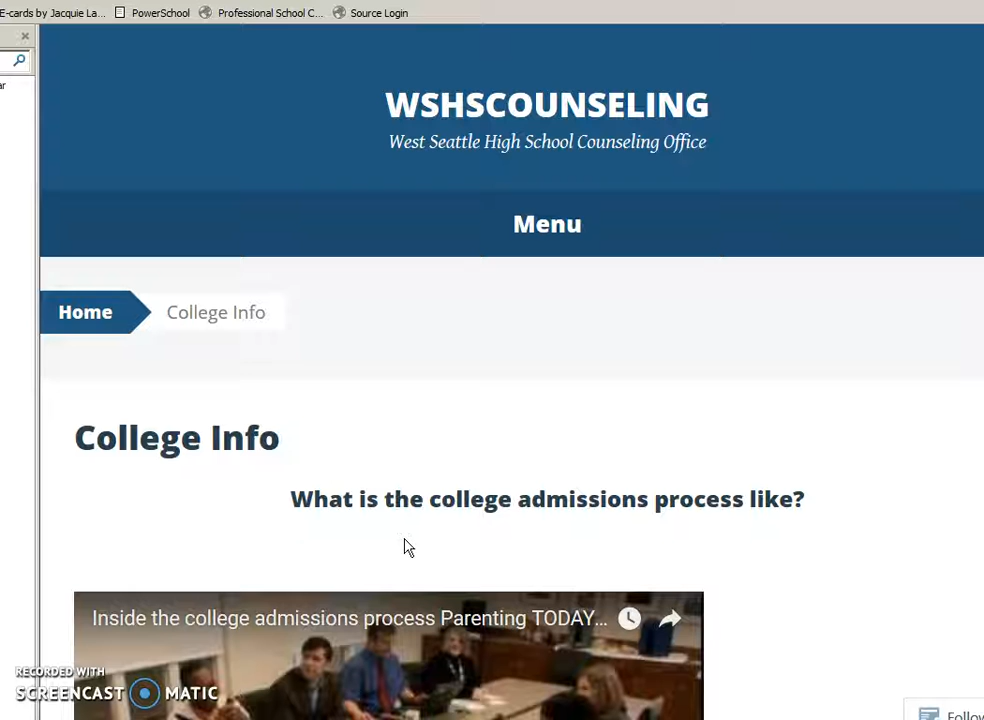 E-cards by Jacquie La... PowerSchool Professional School C... Source Login
ar
WSHSCOUNSELING
West Seattle High School Counseling Office
Menu
Home College Info
College Info
What is the college admissions process like?
Inside the college admissions process Parenting TODAY...
RECORDED WITH
SCREENCAST MATIC
Follow